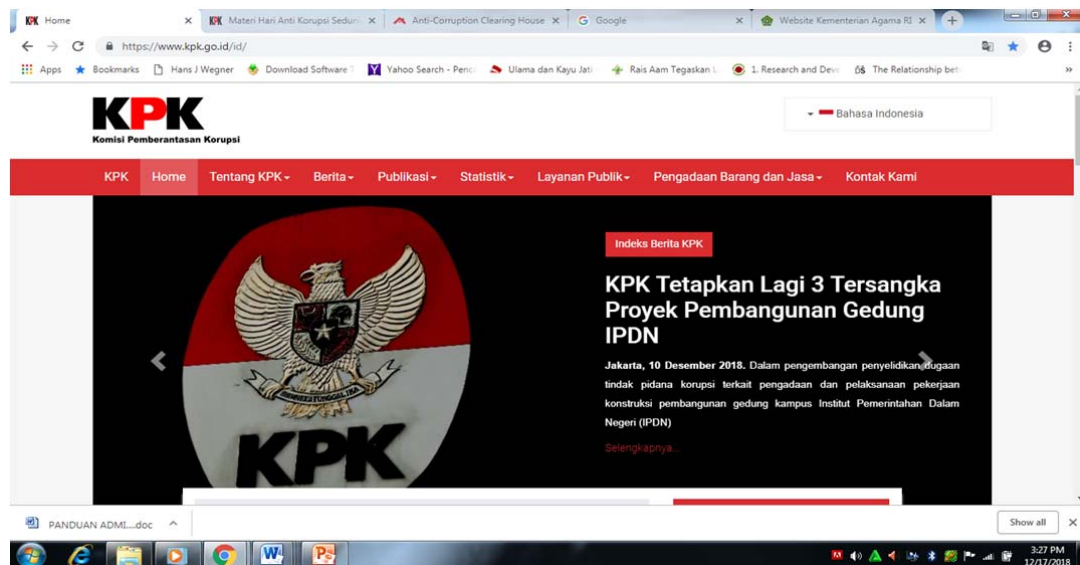 Home
Materi Hari Anti Korupsi Seduni
Anti-Corruption Clearing House
Google
Website Kementerian Agama RI
https://www.kpk.go.id/id/
Apps
Bookmarks
Hans J Wegner
Download Software
Yahoo Search - Penc
Ulama dan Kayu Jati
Rais Aam Tegaskan
1. Research and Deve
The Relationship bet
KPK
Komisi Pemberantasan Korupsi
Bahasa Indonesia
KPK Home Tentang KPK Berita Publikasi Statistik Layanan Publik Pengadaan Barang dan Jasa Kontak Kami
KPK
Indeks Berita KPK
KPK Tetapkan Lagi 3 Tersangka
Proyek Pembangunan Gedung
IPDN
Jakarta, 10 Desember 2018. Dalam pengembangan penyelidikan dugaan
tindak pidana korupsi terkait pengadaan dan pelaksanaan pekerjaan
konstruksi pembangunan gedung kampus Institut Pemerintahan Dalam
Negeri (IPDN)
Selengkapnya...
PANDUAN ADMI....doc
Show all
3:27 PM
12/17/2018